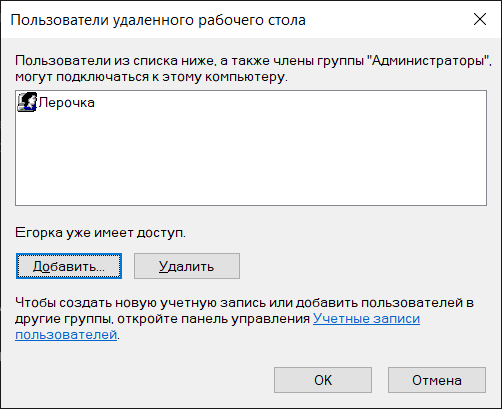 Пользователи удаленного рабочего стола
Пользователи из списка ниже, а также члены группы "Администраторы",
могут подключаться к этому компьютеру.
Лерочка
Егорка уже имеет доступ.
Добавить... Удалить
Чтобы создать новую учетную запись или добавить пользователей в
другие группы, откройте панель управления Учетные записи
пользователей.
OK Отмена